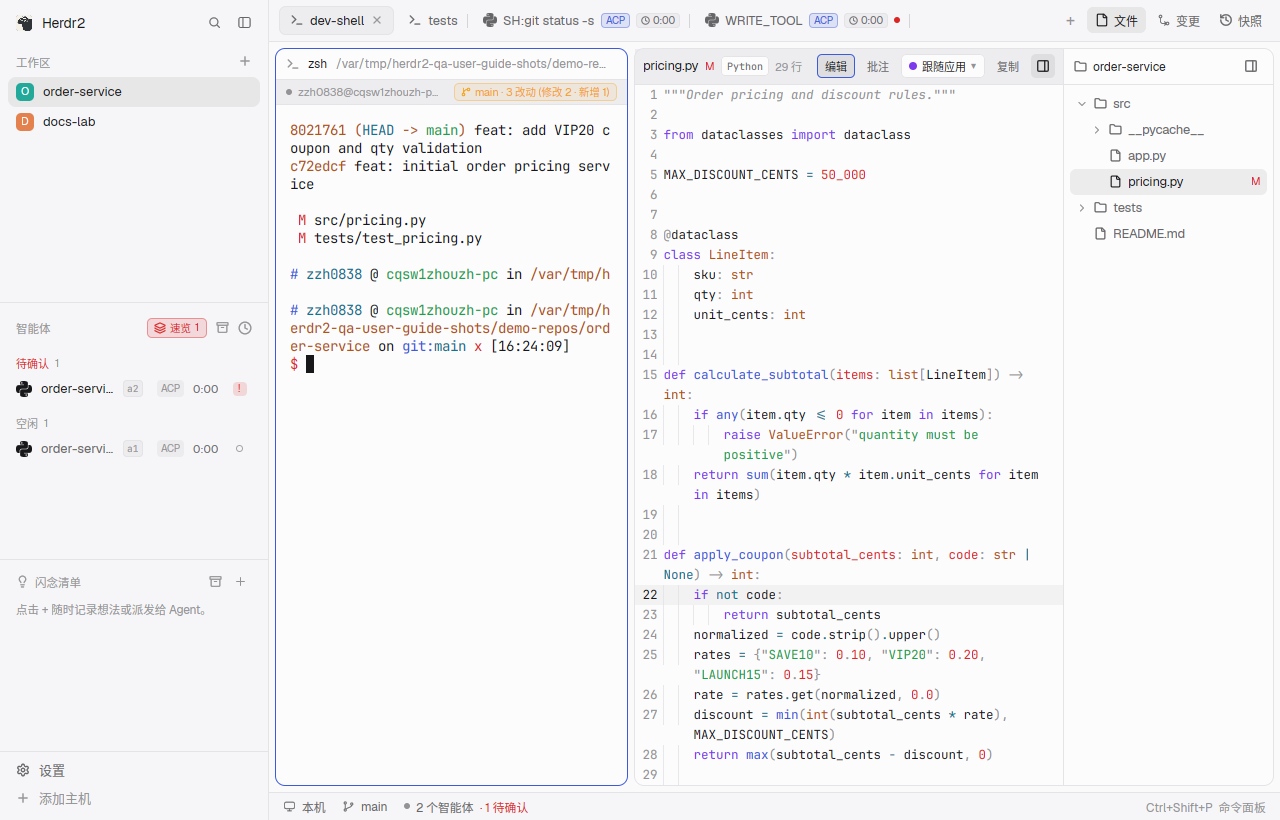 Herdr2
工作区
O order-service
D docs-lab
智能体
速览 1
待确认 1
order-servi... a2 ACP 0:00 !
空闲 1
order-servi... a1 ACP 0:00
闪念清单
点击 + 随时记录想法或派发给 Agent。
设置
添加主机
dev-shell
tests
SH:git status -s ACP 0:00
WRITE_TOOL ACP 0:00
文件
变更
快照
zsh /var/tmp/herdr2-qa-user-guide-shots/demo-re...
zzh0838@cqsw1zhouzh-p... main · 3 改动 (修改 2 · 新增 1)
8021761 (HEAD -> main) feat: add VIP20 c
oupon and qty validation
c72edcf feat: initial order pricing serv
ice
M src/pricing.py
M tests/test_pricing.py
# zzh0838 @ cqsw1zhouzh-pc in /var/tmp/h
# zzh0838 @ cqsw1zhouzh-pc in /var/tmp/h
erdr2-qa-user-guide-shots/demo-repos/ord
er-service on git:main x [16:24:09]
$
pricing.py M Python 29 行 编辑 批注 跟随应用 复制
1 """Order pricing and discount rules."""
2
3 from dataclasses import dataclass
4
5 MAX_DISCOUNT_CENTS = 50_000
6
7
8 @dataclass
9 class LineItem:
10 sku: str
11 qty: int
12 unit_cents: int
13
14
15 def calculate_subtotal(items: list[LineItem]) ->
int:
16 if any(item.qty <= 0 for item in items):
17 raise ValueError("quantity must be
positive")
18 return sum(item.qty * item.unit_cents for item
in items)
19
20
21 def apply_coupon(subtotal_cents: int, code: str |
None) -> int:
22 if not code:
23 return subtotal_cents
24 normalized = code.strip().upper()
25 rates = {"SAVE10": 0.10, "VIP20": 0.20,
"LAUNCH15": 0.15}
26 rate = rates.get(normalized, 0.0)
27 discount = min(int(subtotal_cents * rate),
MAX_DISCOUNT_CENTS)
28 return max(subtotal_cents - discount, 0)
29
order-service
src
__pycache__
app.py
pricing.py M
tests
README.md
本机
main
2 个智能体 · 1 待确认
Ctrl+Shift+P 命令面板